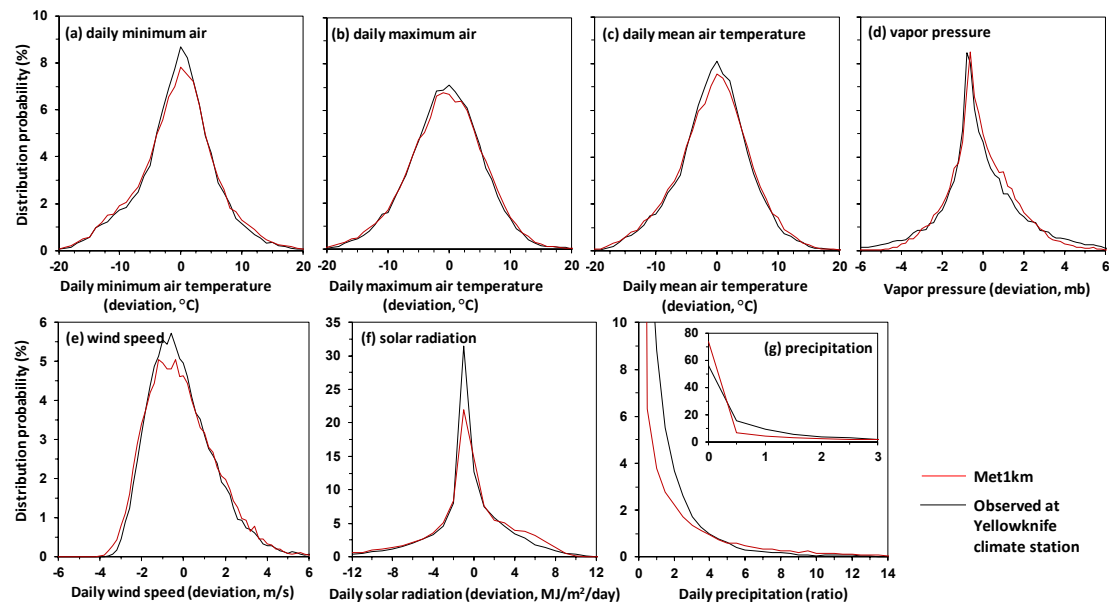 (a) daily minimum air
(b) daily maximum air
(c) daily mean air temperature
(d) vapor pressure
Distribution probability (%)
10
8
6
4
2
0
-20 -10 0 10 20
-20 -10 0 10 20
-20 -10 0 10 20
-6 -4 -2 0 2 4 6
Daily minimum air temperature
(deviation, °C)
Daily maximum air temperature
(deviation, °C)
Daily mean air temperature
(deviation, °C)
Vapor pressure (deviation, mb)
(e) wind speed
(f) solar radiation
(g) precipitation
Distribution probability (%)
6
5
4
3
2
1
0
-6 -4 -2 0 2 4 6
Daily wind speed (deviation, m/s)
35
30
25
20
15
10
5
0
-12 -8 -4 0 4 8 12
Daily solar radiation (deviation, MJ/m²/day)
10
8
6
4
2
0
0 2 4 6 8 10 12 14
Daily precipitation (ratio)
80
60
40
20
0
0 1 2 3
Met1km
Observed at
Yellowknife
climate station